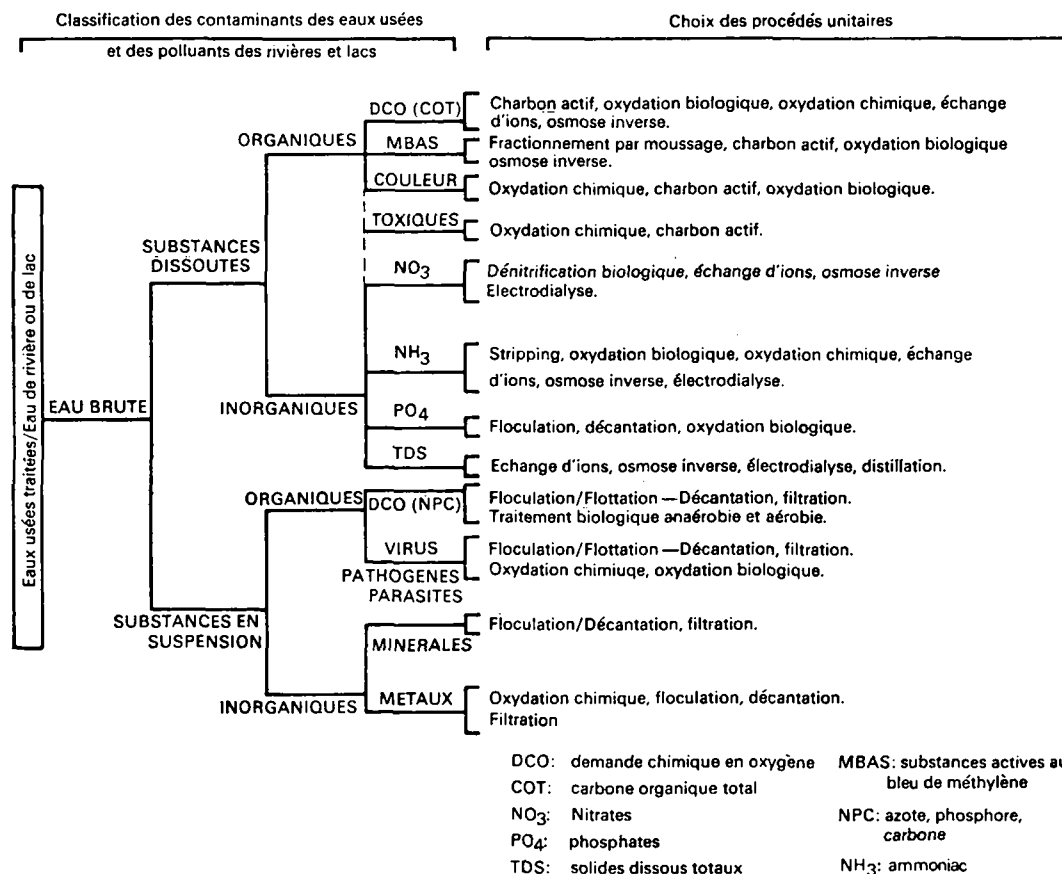 Classification des contaminants des eaux usées
et des polluants des rivières et lacs
Choix des procédés unitaires
Eaux usées traitées/Eau de rivière ou de lac
EAU BRUTE
SUBSTANCES
DISSOUTES
ORGANIQUES
DCO (COT)
Charbon actif, oxydation biologique, oxydation chimique, échange
d'ions, osmose inverse.
MBAS
Fractionnement par moussage, charbon actif, oxydation biologique
osmose inverse.
COULEUR
Oxydation chimique, charbon actif, oxydation biologique.
TOXIQUES
Oxydation chimique, charbon actif.
INORGANIQUES
NO3
Dénitrification biologique, échange d'ions, osmose inverse
Electrodialyse.
NH3
Stripping, oxydation biologique, oxydation chimique, échange
d'ions, osmose inverse, électrodialyse.
PO4
Floculation, décantation, oxydation biologique.
TDS
Echange d'ions, osmose inverse, électrodialyse, distillation.
SUBSTANCES EN
SUSPENSION
ORGANIQUES
DCO (NPC)
Floculation/Flottation —Décantation, filtration.
Traitement biologique anaérobie et aérobie.
VIRUS
PATHOGENES
PARASITES
Floculation/Flottation —Décantation, filtration.
Oxydation chimiuqe, oxydation biologique.
INORGANIQUES
MINERALES
Floculation/Décantation, filtration.
METAUX
Oxydation chimique, floculation, décantation.
Filtration
DCO: demande chimique en oxygène
COT: carbone organique total
NO3: Nitrates
PO4: phosphates
TDS: solides dissous totaux
MBAS: substances actives au
bleu de méthylène
NPC: azote, phosphore,
carbone
NH3: ammoniac